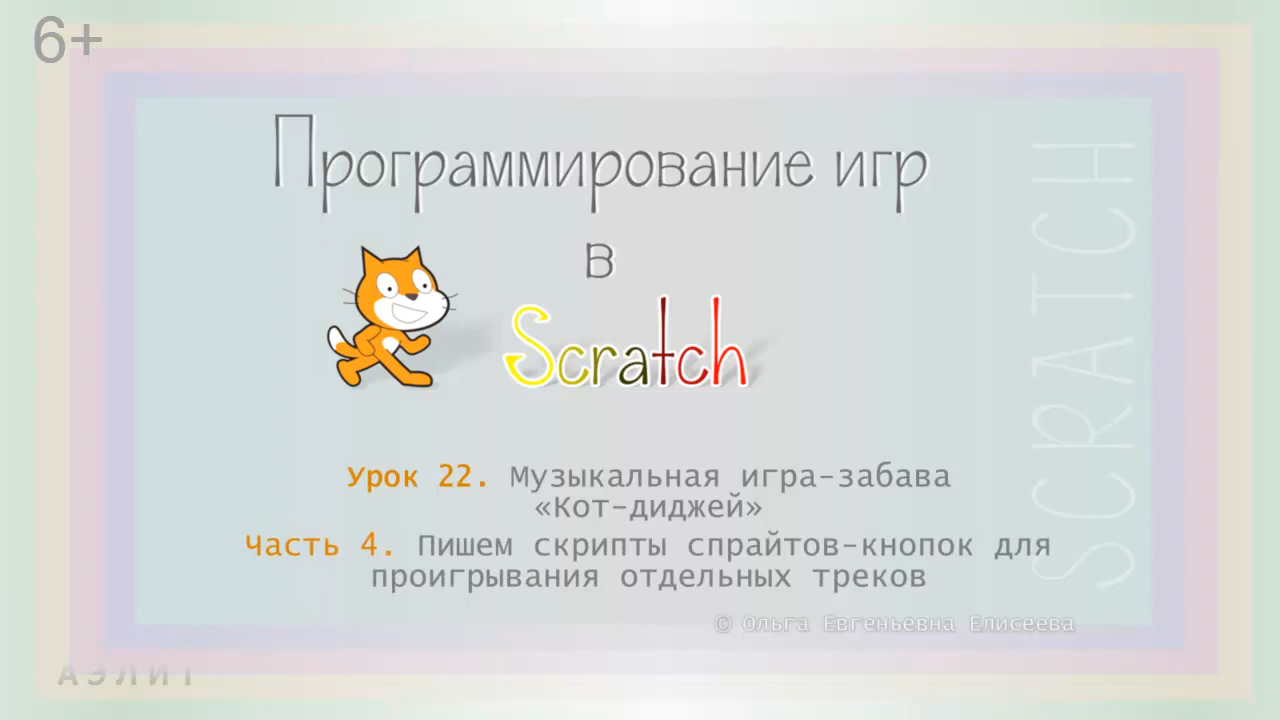 6+
Программирование игр
в
Scratch
SCRATCH
Урок 22. Музыкальная игра-забава
«Кот-диджей»
Часть 4. Пишем скрипты спрайтов-кнопок для
проигрывания отдельных треков
© Ольга Евгеньевна Елисеева
АЭЛИТ